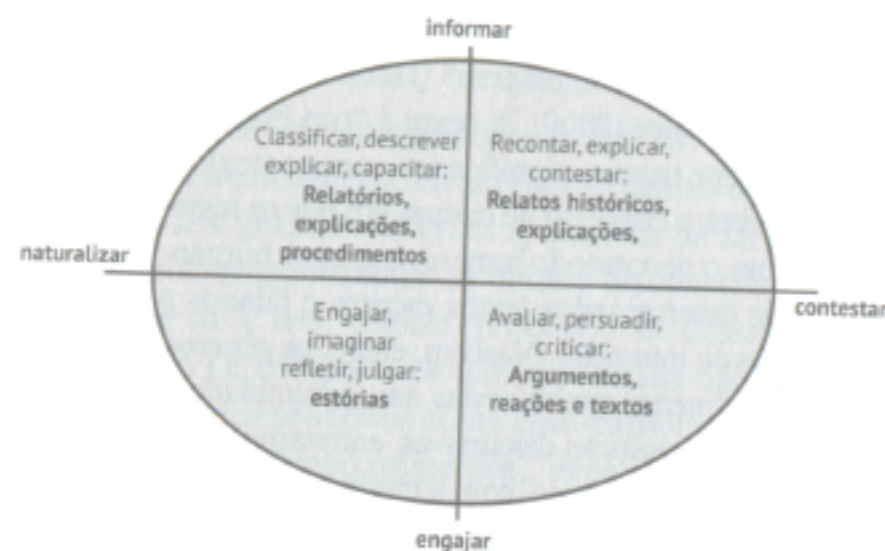 informar
Classificar, descrever
explicar, capacitar:
Relatórios,
explicações,
procedimentos
Recontar, explicar,
contestar:
Relatos históricos,
explicações,
naturalizar
contestar
Engajar,
imaginar
refletir, julgar:
estórias
Avaliar, persuadir,
criticar:
Argumentos,
reações e textos
engajar